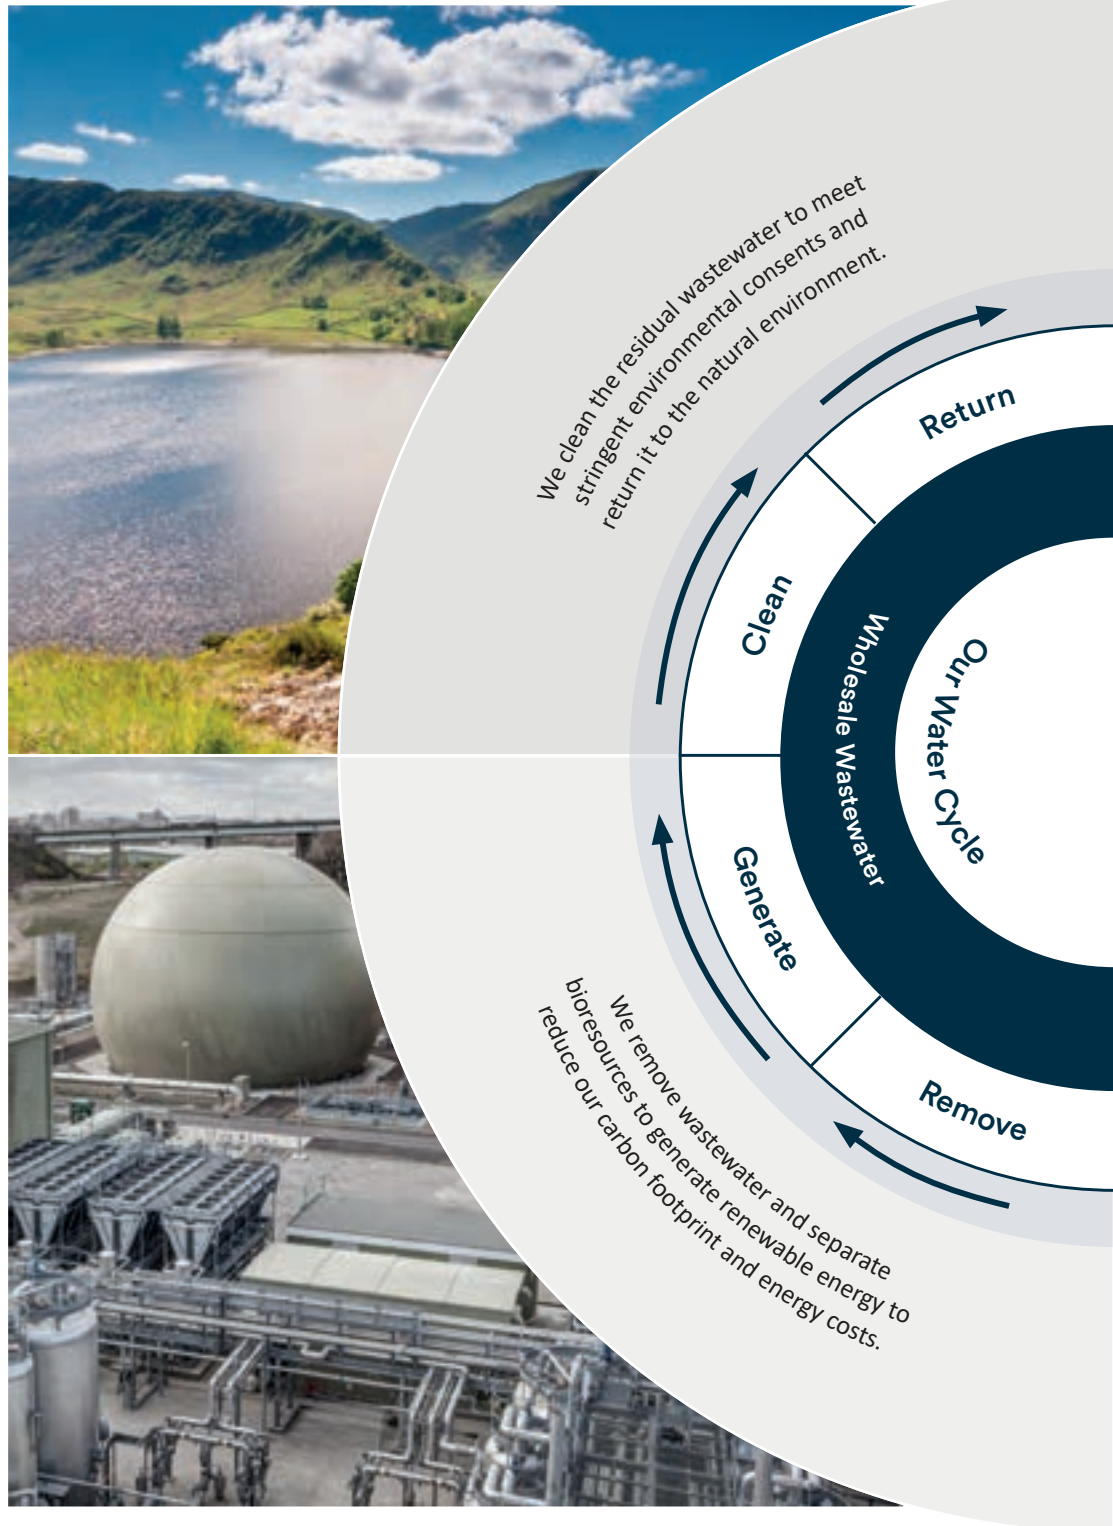 We clean the residual wastewater to meet
stringent environmental consents and
return it to the natural environment.
Return
Clean
Wholesale Wastewater
Our Water Cycle
Generate
Remove
We remove wastewater and separate
bioresources to generate renewable energy to
reduce our carbon footprint and energy costs.